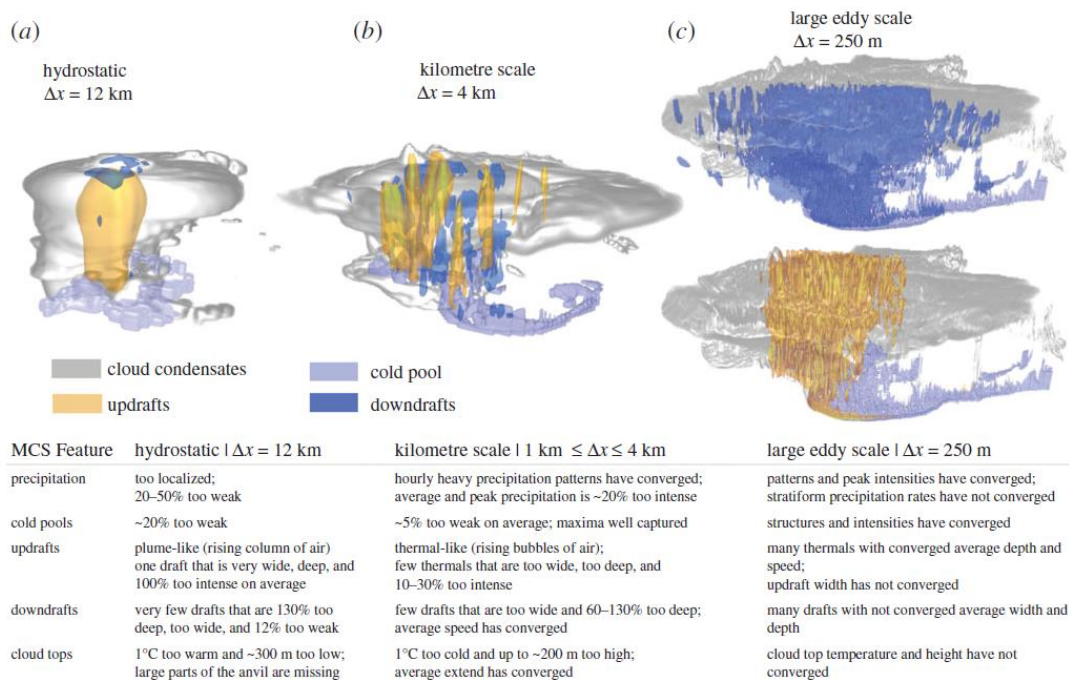 (a)
hydrostatic
Δx = 12 km
(b)
kilometre scale
Δx = 4 km
(c)
large eddy scale
Δx = 250 m
cloud condensates
updrafts
cold pool
downdrafts
MCS Feature hydrostatic | Δx = 12 km kilometre scale | 1 km ≤ Δx ≤ 4 km large eddy scale | Δx = 250 m
precipitation too localized; hourly heavy precipitation patterns have converged; patterns and peak intensities have converged;
20–50% too weak average and peak precipitation is ~20% too intense stratiform precipitation rates have not converged
cold pools ~20% too weak ~5% too weak on average; maxima well captured structures and intensities have converged
updrafts plume-like (rising column of air) thermal-like (rising bubbles of air); many thermals with converged average depth and
one draft that is very wide, deep, and few thermals that are too wide, too deep, and speed;
100% too intense on average 10–30% too intense updraft width has not converged
downdrafts very few drafts that are 130% too few drafts that are too wide and 60–130% too deep; many drafts with not converged average width and
deep, too wide, and 12% too weak average speed has converged depth
cloud tops 1°C too warm and ~300 m too low; 1°C too cold and up to ~200 m too high; cloud top temperature and height have not
large parts of the anvil are missing average extend has converged converged